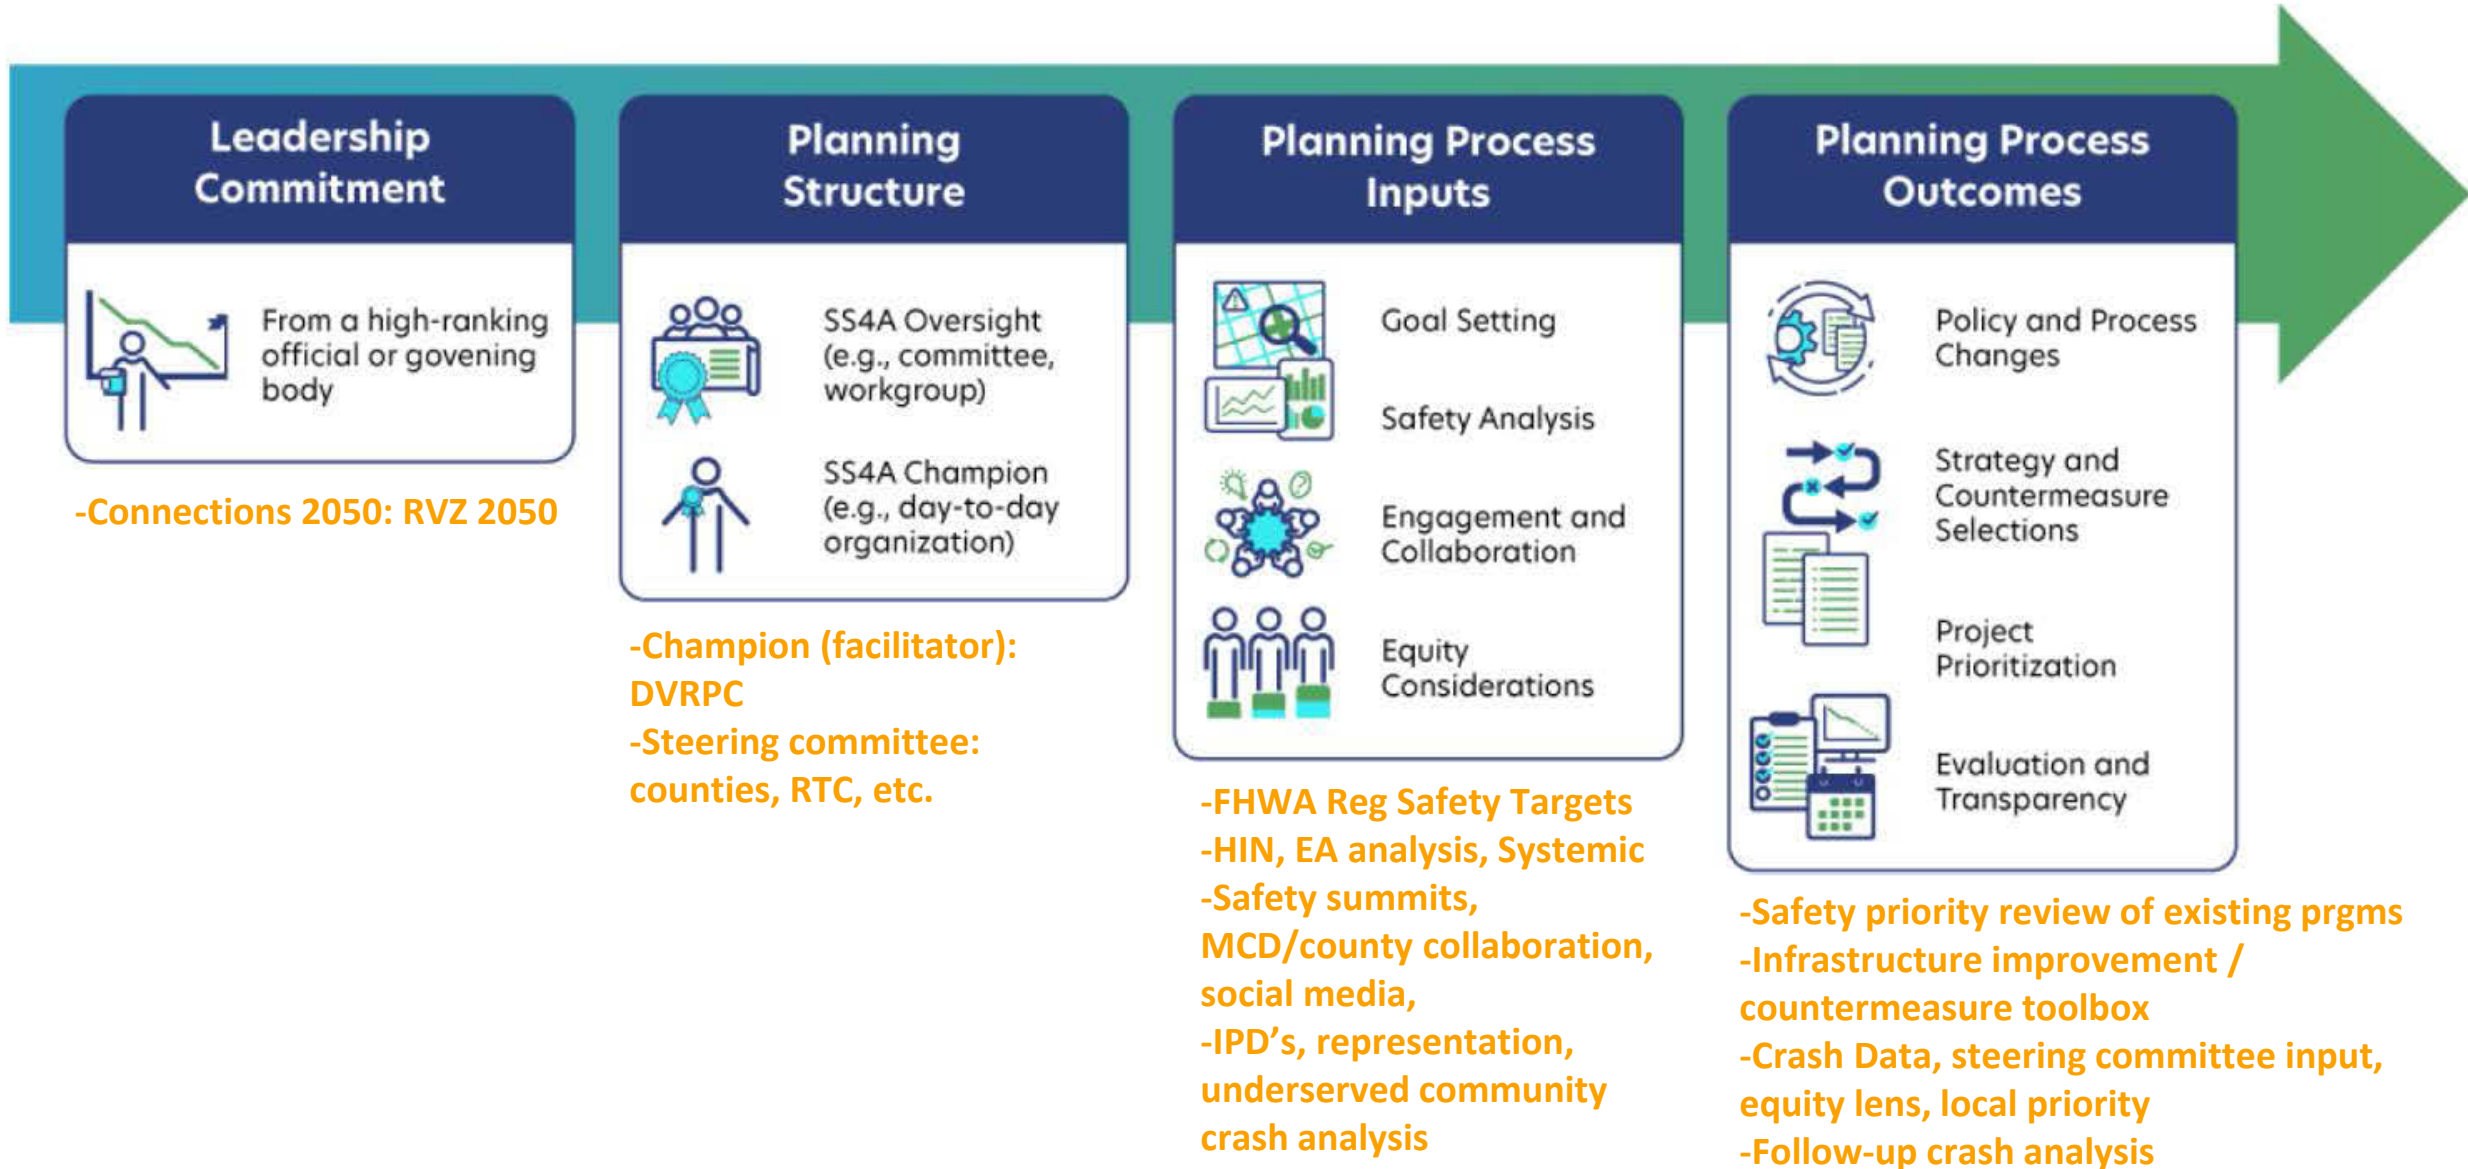 Leadership
Commitment
From a high-ranking
official or govening
body
-Connections 2050: RVZ 2050
Planning
Structure
SS4A Oversight
(e.g., committee,
workgroup)
SS4A Champion
(e.g., day-to-day
organization)
-Champion (facilitator):
DVRPC
-Steering committee:
counties, RTC, etc.
Planning Process
Inputs
Goal Setting
Safety Analysis
Engagement and
Collaboration
Equity
Considerations
-FHWA Reg Safety Targets
-HIN, EA analysis, Systemic
-Safety summits,
MCD/county collaboration,
social media,
-IPD’s, representation,
underserved community
crash analysis
Planning Process
Outcomes
Policy and Process
Changes
Strategy and
Countermeasure
Selections
Project
Prioritization
Evaluation and
Transparency
-Safety priority review of existing prgms
-Infrastructure improvement /
countermeasure toolbox
-Crash Data, steering committee input,
equity lens, local priority
-Follow-up crash analysis